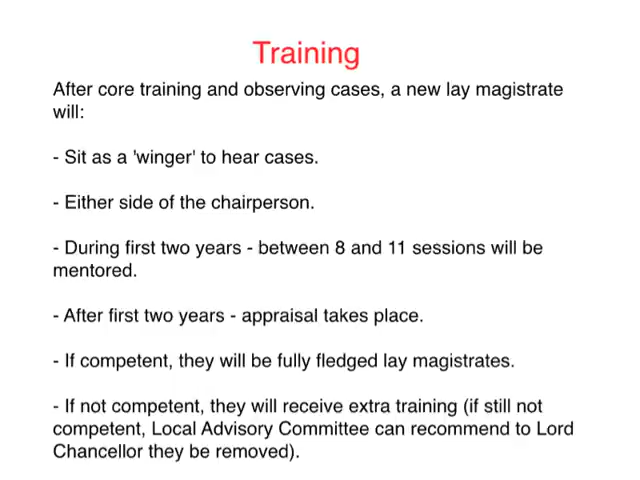 Training
After core training and observing cases, a new lay magistrate
will:
- Sit as a 'winger' to hear cases.
- Either side of the chairperson.
- During first two years - between 8 and 11 sessions will be
mentored.
- After first two years - appraisal takes place.
- If competent, they will be fully fledged lay magistrates.
- If not competent, they will receive extra training (if still not
competent, Local Advisory Committee can recommend to Lord
Chancellor they be removed).